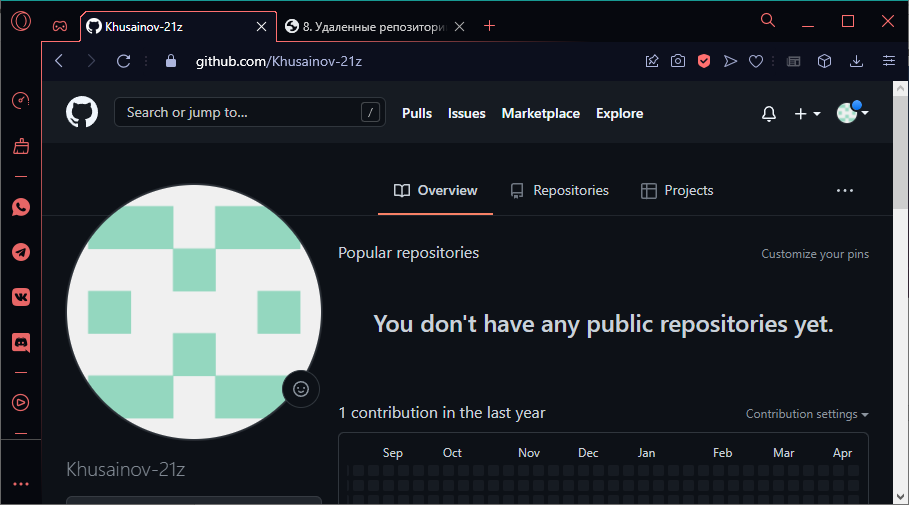 Khusainov-21z
8. Удаленные репозитори
github.com/Khusainov-21z
Search or jump to... /
Pulls Issues Marketplace Explore
Overview Repositories Projects
Popular repositories Customize your pins
You don't have any public repositories yet.
1 contribution in the last year Contribution settings
Sep Oct Nov Dec Jan Feb Mar Apr
Khusainov-21z